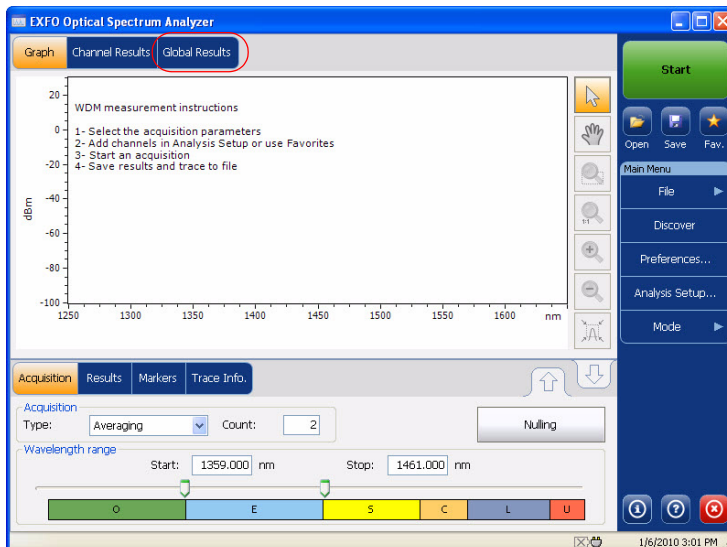 EXFO Optical Spectrum Analyzer
Graph Channel Results Global Results
Start
Open Save Fav.
Main Menu
File
Discover
Preferences...
Analysis Setup...
Mode
WDM measurement instructions
1- Select the acquisition parameters
2- Add channels in Analysis Setup or use Favorites
3- Start an acquisition
4- Save results and trace to file
dBm
20
0
-20
-40
-60
-80
-100
1250 1300 1350 1400 1450 1500 1550 1600 nm
1:1
Acquisition Results Markers Trace Info.
Acquisition
Type: Averaging Count: 2
Nulling
Wavelength range
Start: 1359.000 nm Stop: 1461.000 nm
O E S C L U
1/6/2010 3:01 PM